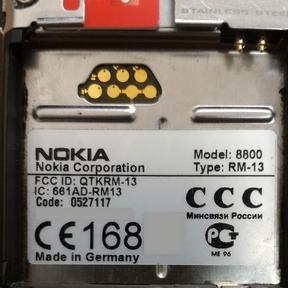 STAINLESS STEEL
NOKIA
Nokia Corporation
Model: 8800
Type: RM-13
FCC ID: QTKRM-13
IC: 661AD-RM13
Code: 0527117
CCC
Минсвязи России
CE168
PCT
ME 96
Made in Germany